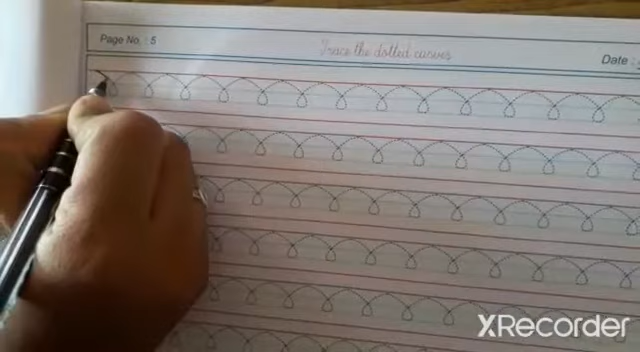 Page No. : 5
Trace the dotted curves
Date :
XRecorder